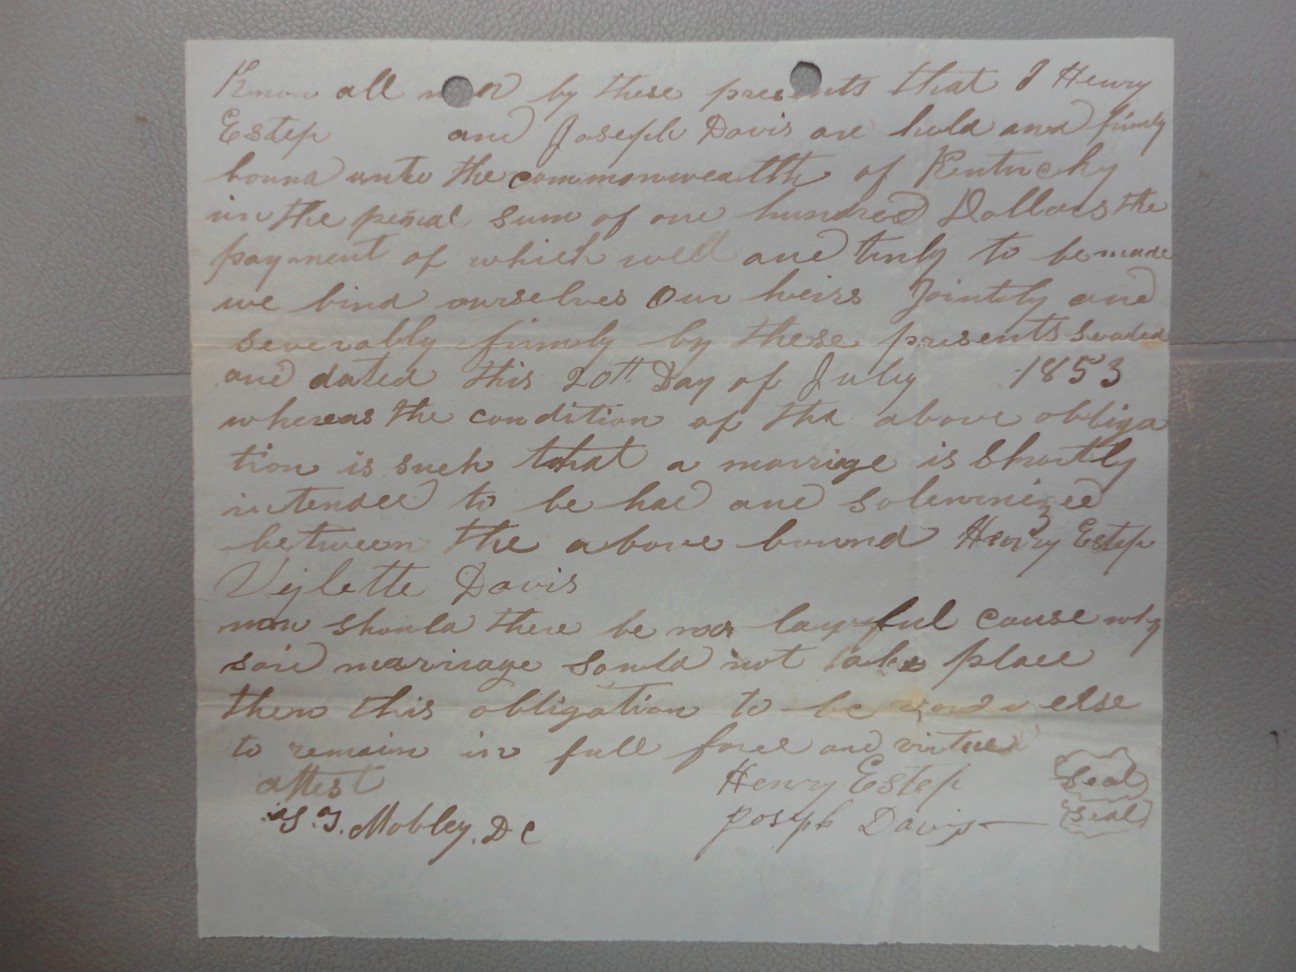 Know all men by these presents that I Henry
Estep and Joseph Davis are held and firmly
bound unto the commonwealth of Kentucky
in the penal sum of one hundred Dollars the
payment of which well and truly to be made
we bind ourselves Our heirs Jointly and
severably firmly by these presents sealed
and dated this 20th Day of July 1853
whereas the condition of the above obliga
tion is such that a marriage is Shortly
intended to be had and solemnized
between the above bound Henry Estep
Vijlette Davis
now should there be no lawful cause why
said marriage sould not take place
then this obligation to be void or else
to remain in full force and virtue
attest Henry Estep Seal
S. T. Mobley. DC Joseph Davis Seal